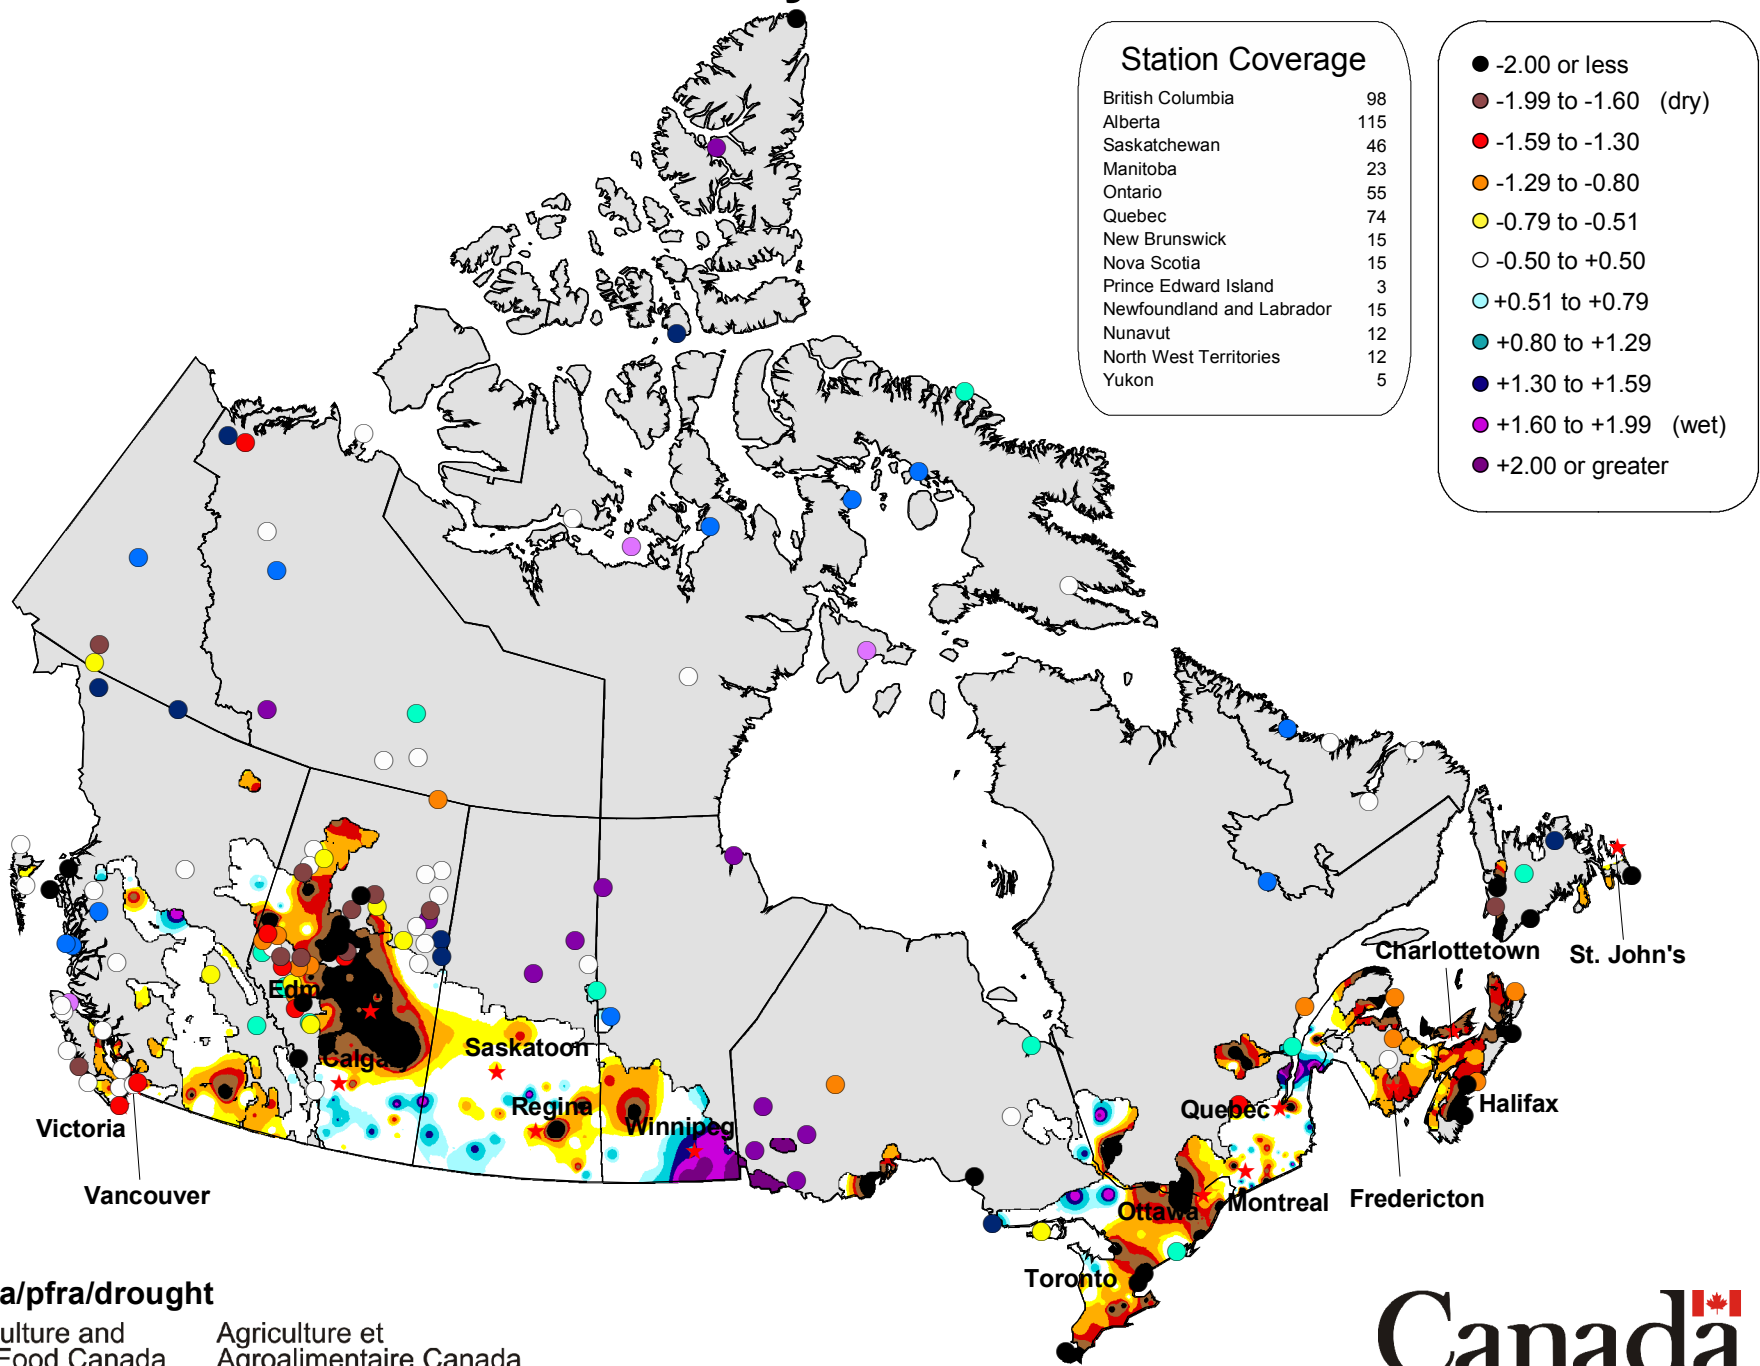 Station Coverage
British Columbia 98
Alberta 115
Saskatchewan 46
Manitoba 23
Ontario 55
Quebec 74
New Brunswick 15
Nova Scotia 15
Prince Edward Island 3
Newfoundland and Labrador 15
Nunavut 12
North West Territories 12
Yukon 5
-2.00 or less
-1.99 to -1.60 (dry)
-1.59 to -1.30
-1.29 to -0.80
-0.79 to -0.51
-0.50 to +0.50
+0.51 to +0.79
+0.80 to +1.29
+1.30 to +1.59
+1.60 to +1.99 (wet)
+2.00 or greater
Charlottetown
St. John's
Edm
Calga
Saskatoon
Regina
Winnipeg
Quebec
Halifax
Victoria
Vancouver
Ottawa
Montreal
Fredericton
Toronto
a/pfra/drought
ulture and Agriculture et
Food Canada Agroalimentaire Canada
Canada